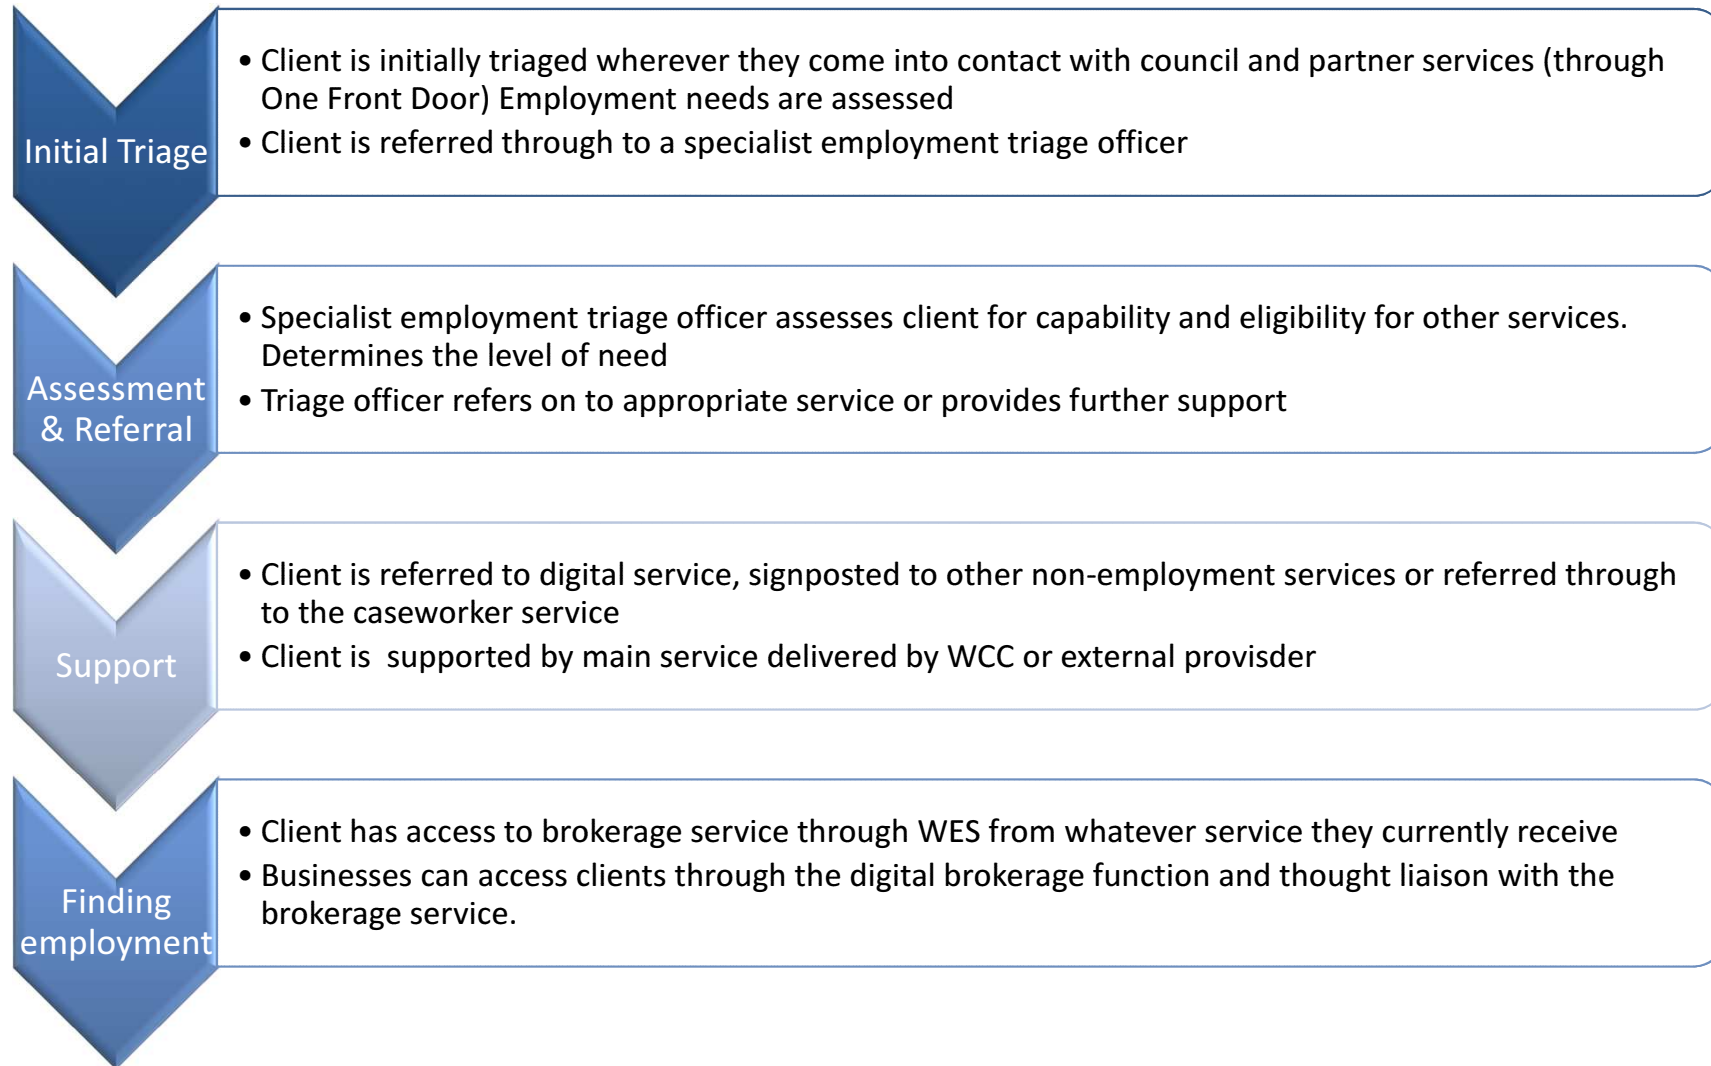 Initial Triage
• Client is initially triaged wherever they come into contact with council and partner services (through
One Front Door) Employment needs are assessed
• Client is referred through to a specialist employment triage officer
Assessment
& Referral
• Specialist employment triage officer assesses client for capability and eligibility for other services.
Determines the level of need
• Triage officer refers on to appropriate service or provides further support
Support
• Client is referred to digital service, signposted to other non-employment services or referred through
to the caseworker service
• Client is  supported by main service delivered by WCC or external provisder
Finding
employment
• Client has access to brokerage service through WES from whatever service they currently receive
• Businesses can access clients through the digital brokerage function and thought liaison with the
brokerage service.